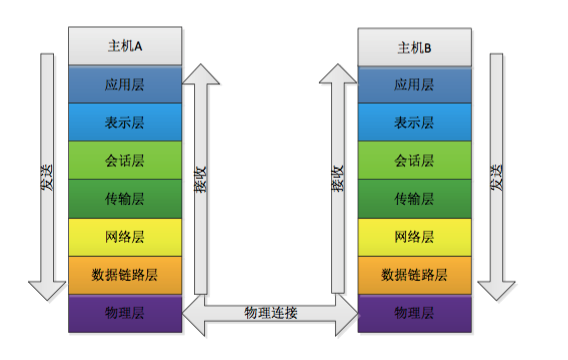 主机A
应用层
表示层
会话层
传输层
网络层
数据链路层
物理层
发送
接收
物理连接
接收
主机B
应用层
表示层
会话层
传输层
网络层
数据链路层
物理层
发送